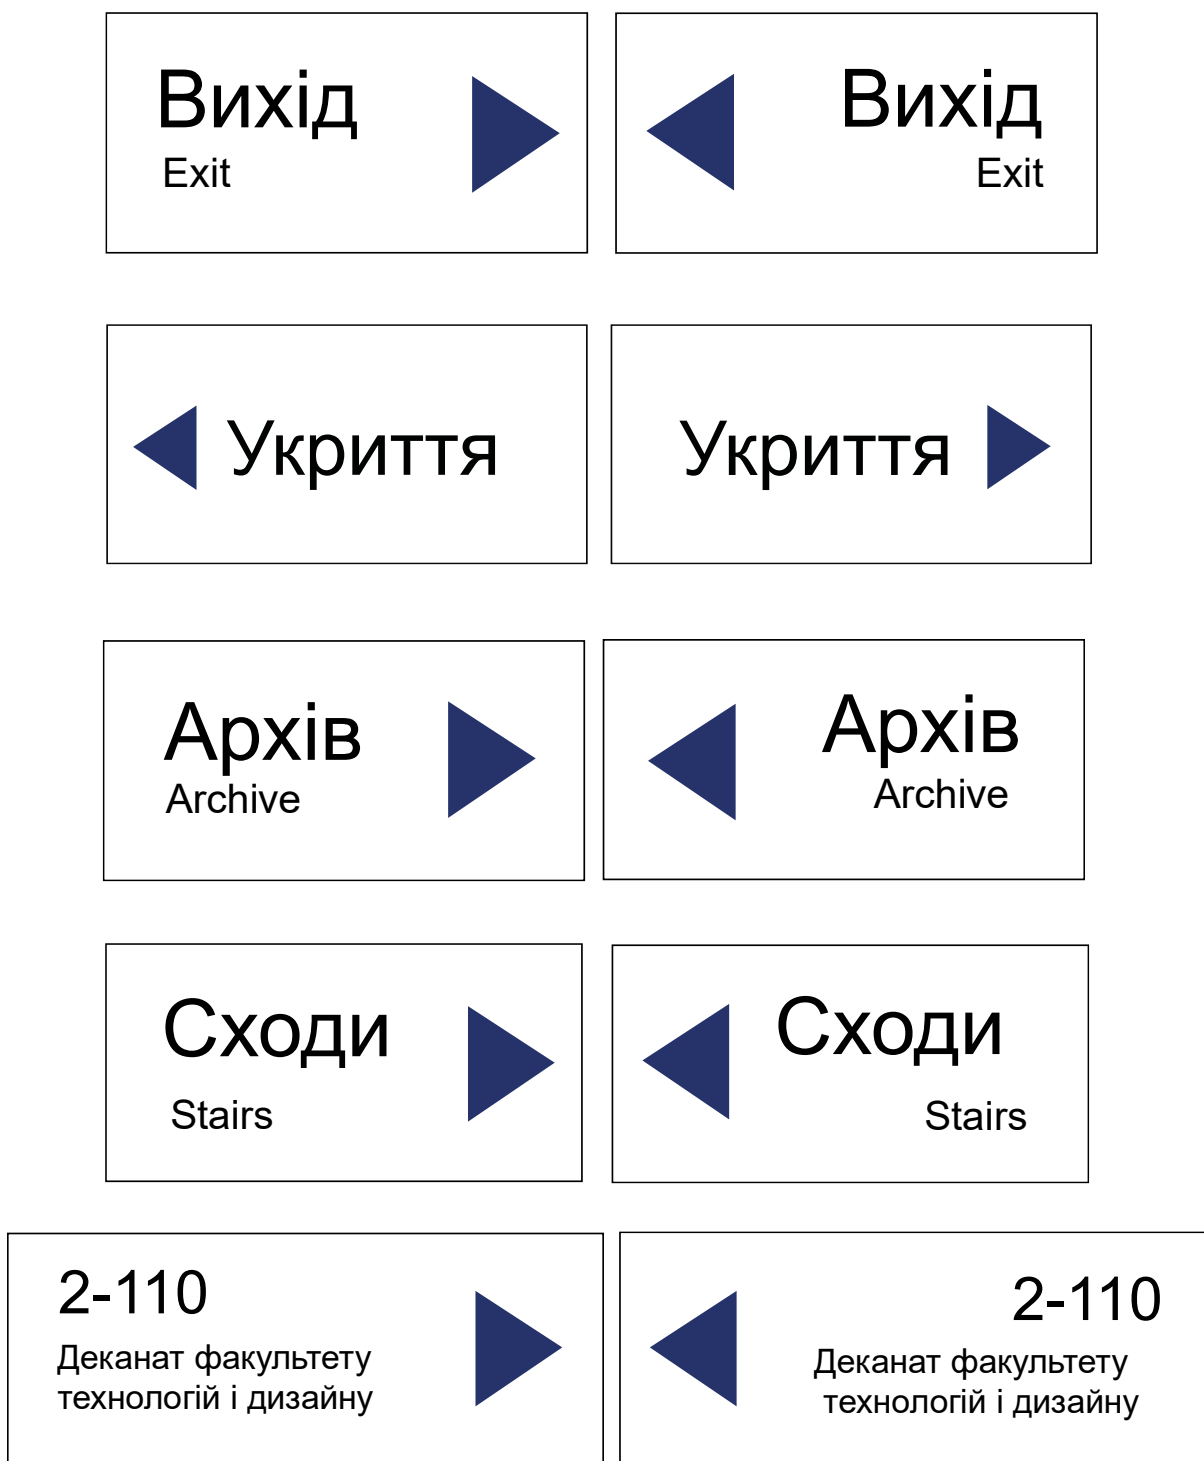 Вихід
Exit
Вихід
Exit
Укриття
Укриття
Архів
Archive
Архів
Archive
Сходи
Stairs
Сходи
Stairs
2-110
Деканат факультету
технологій і дизайну
2-110
Деканат факультету
технологій і дизайну